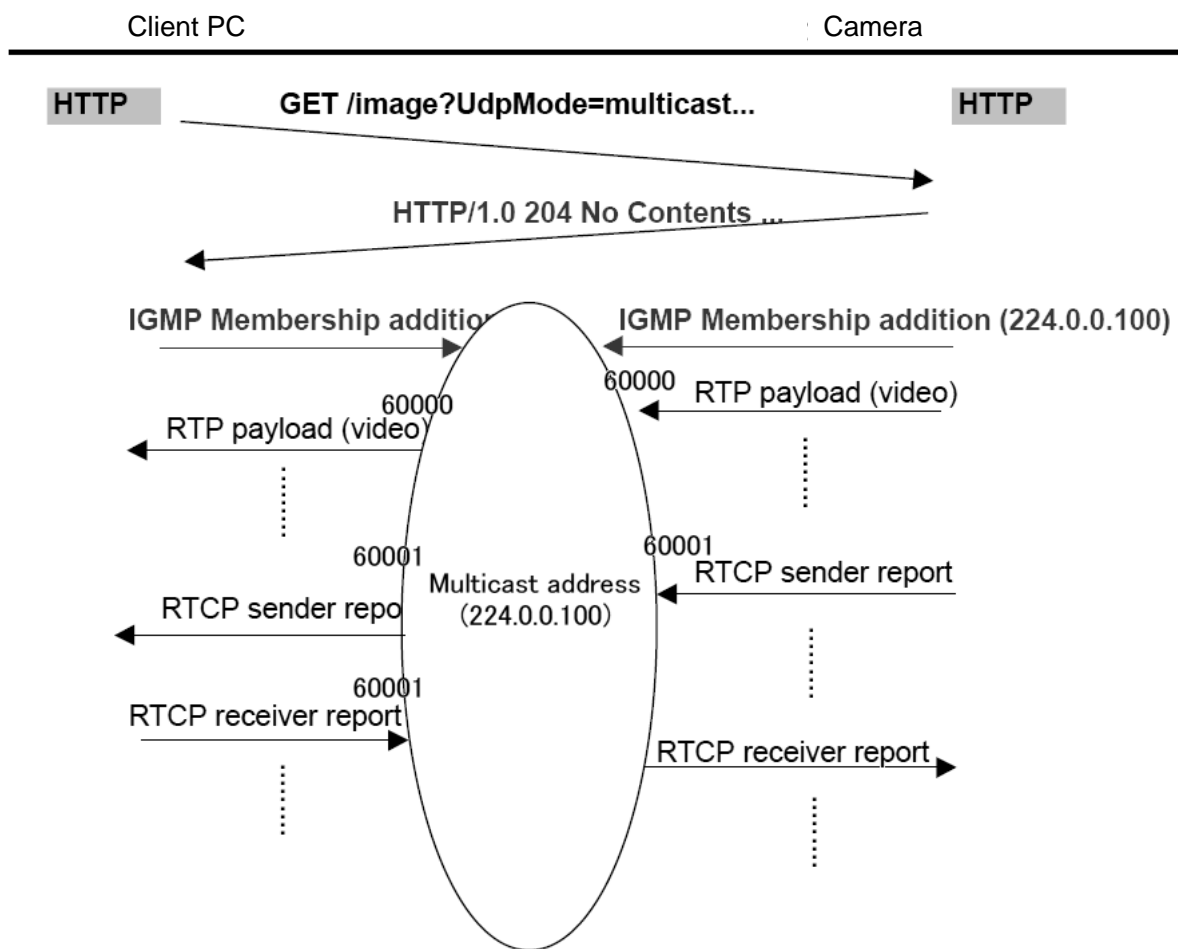 Client PC
Camera
HTTP
GET /image?UdpMode=multicast...
HTTP
HTTP/1.0 204 No Contents ...
IGMP Membership addition
IGMP Membership addition (224.0.0.100)
60000
RTP payload (video)
60000
RTP payload (video)
60001
RTCP sender report
60001
Multicast address
(224.0.0.100)
RTCP sender repo
60001
RTCP receiver report
RTCP receiver report